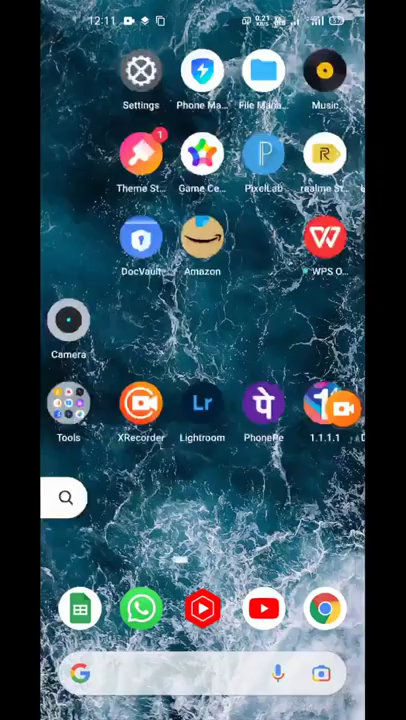 12:11 0.21 KB/S
Settings Phone Ma... File Mana... Music
1
Theme St... Game Ce... PixelLab realme St...
DocVault Amazon WPS O...
Camera
Lr पे
Tools XRecorder Lightroom PhonePe 1.1.1.1